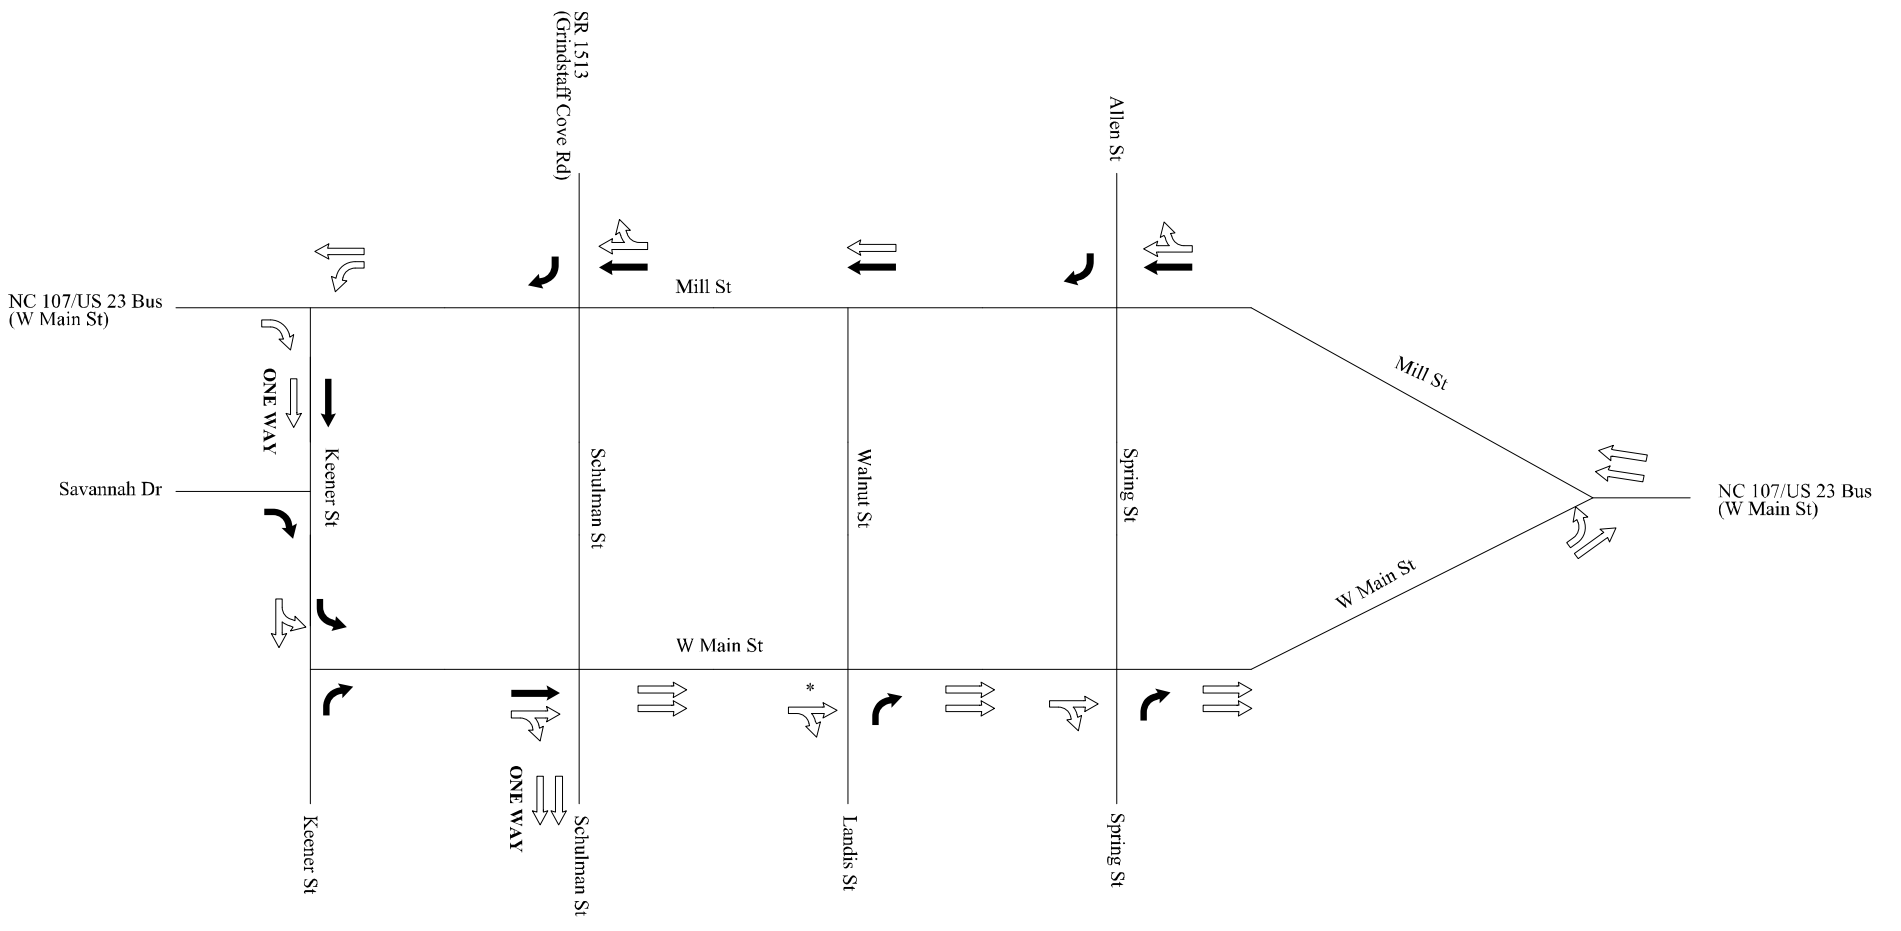 SR 1513
(Grindstaff Cove Rd)
Allen St
Mill St
NC 107/US 23 Bus
(W Main St)
Mill St
ONE WAY
Keener St
Schulman St
Walnut St
Spring St
Savannah Dr
NC 107/US 23 Bus
(W Main St)
W Main St
W Main St
*
ONE WAY
Keener St
Schulman St
Landis St
Spring St